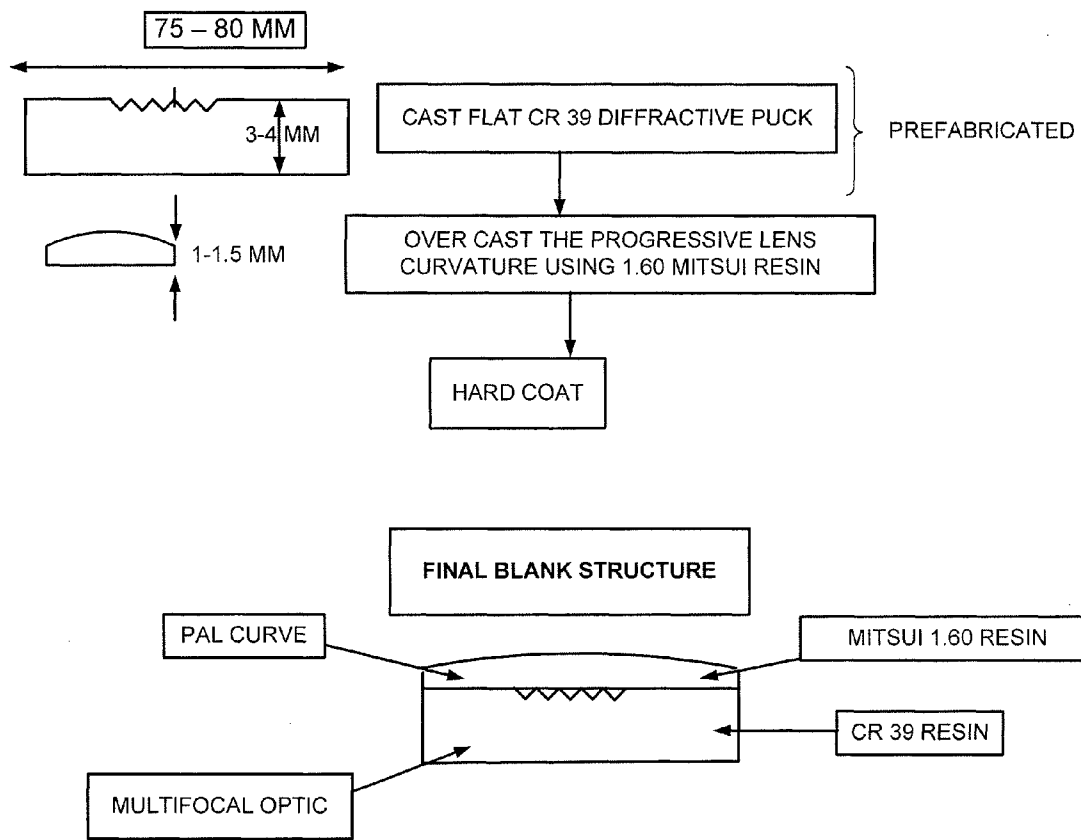 75 – 80 MM
3-4 MM
CAST FLAT CR 39 DIFFRACTIVE PUCK
PREFABRICATED
1-1.5 MM
OVER CAST THE PROGRESSIVE LENS
CURVATURE USING 1.60 MITSUI RESIN
HARD COAT
FINAL BLANK STRUCTURE
PAL CURVE
MITSUI 1.60 RESIN
CR 39 RESIN
MULTIFOCAL OPTIC